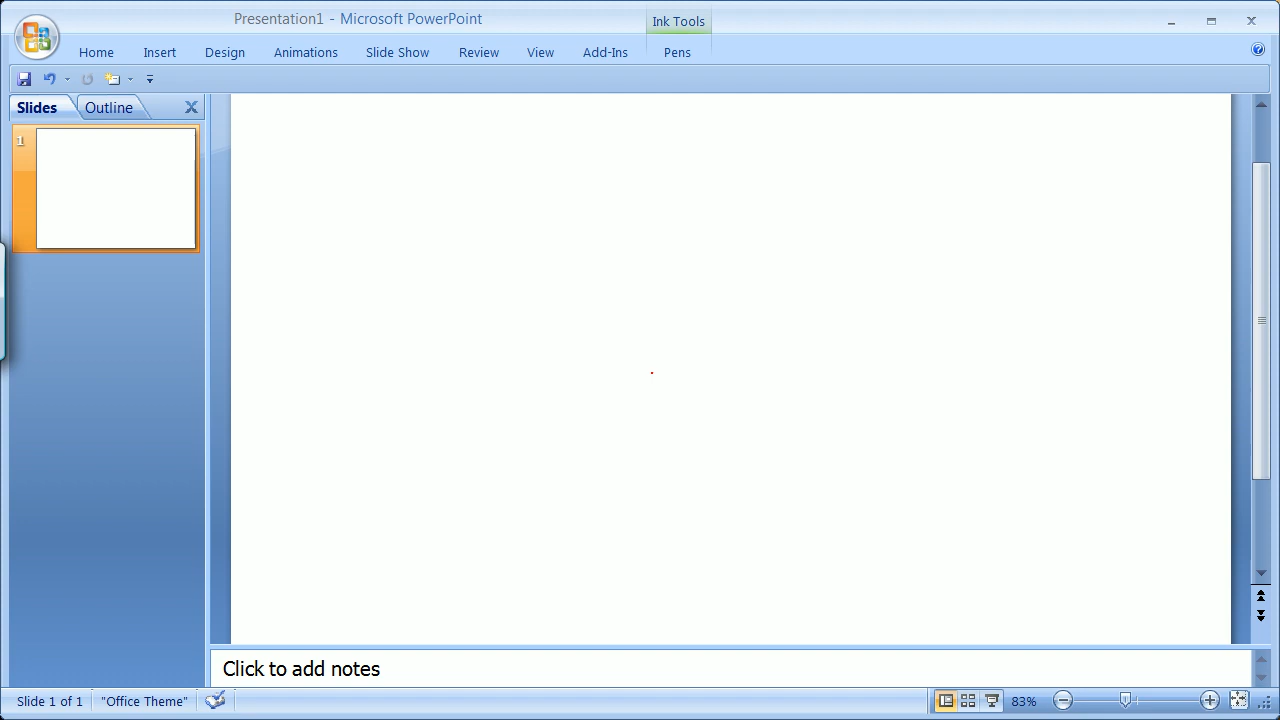 Presentation1 - Microsoft PowerPoint
Ink Tools
Home Insert Design Animations Slide Show Review View Add-Ins Pens
Slides Outline
1
Click to add notes
Slide 1 of 1 "Office Theme" 83%